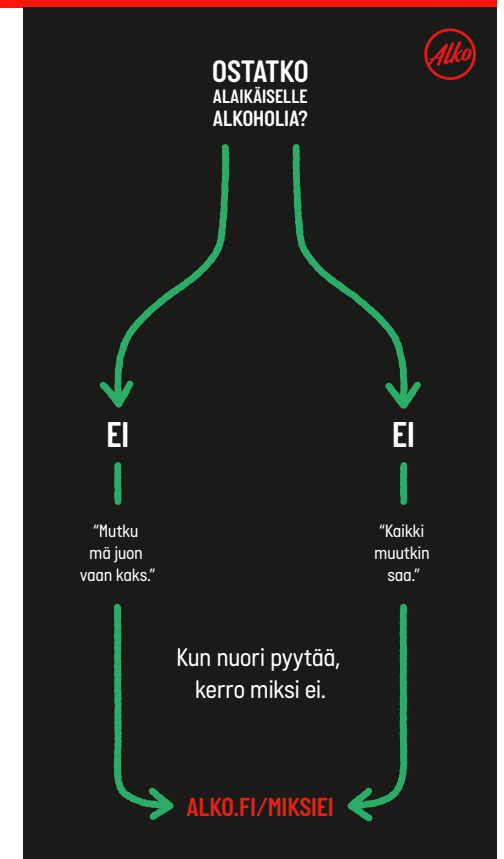 Alko
OSTATKO
ALAIKÄISELLE
ALKOHOLIA?
EI
EI
"Mutku
mä juon
vaan kaks."
"Kaikki
muutkin
saa."
Kun nuori pyytää,
kerro miksi ei.
ALKO.FI/MIKSIEI